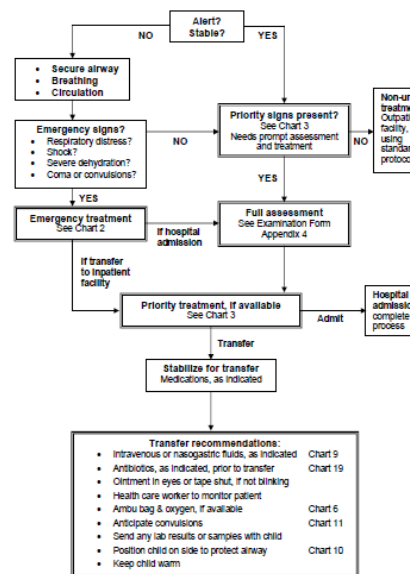 Alert?
Stable?
NO
YES
• Secure airway
• Breathing
• Circulation
Emergency signs?
• Respiratory distress?
• Shock?
• Severe dehydration?
• Coma or convulsions?
NO
Priority signs present?
See Chart 3
Needs prompt assessment
and treatment
NO
Non-ur
treatme
Outpati
facility,
using
standar
protoco
YES
YES
Emergency treatment
See Chart 2
If hospital
admission
Full assessment
See Examination Form
Appendix 4
If transfer
to inpatient
facility
Priority treatment, if available
See Chart 3
Admit
Hospital
admissio
complete
process
Transfer
Stabilize for transfer
Medications, as indicated
Transfer recommendations:
• Intravenous or nasogastric fluids, as indicated Chart 9
• Antibiotics, as indicated, prior to transfer Chart 19
• Ointment in eyes or tape shut, if not blinking
• Health care worker to monitor patient
• Ambu bag & oxygen, if available Chart 6
• Anticipate convulsions Chart 11
• Send any lab results or samples with child
• Position child on side to protect airway Chart 10
• Keep child warm